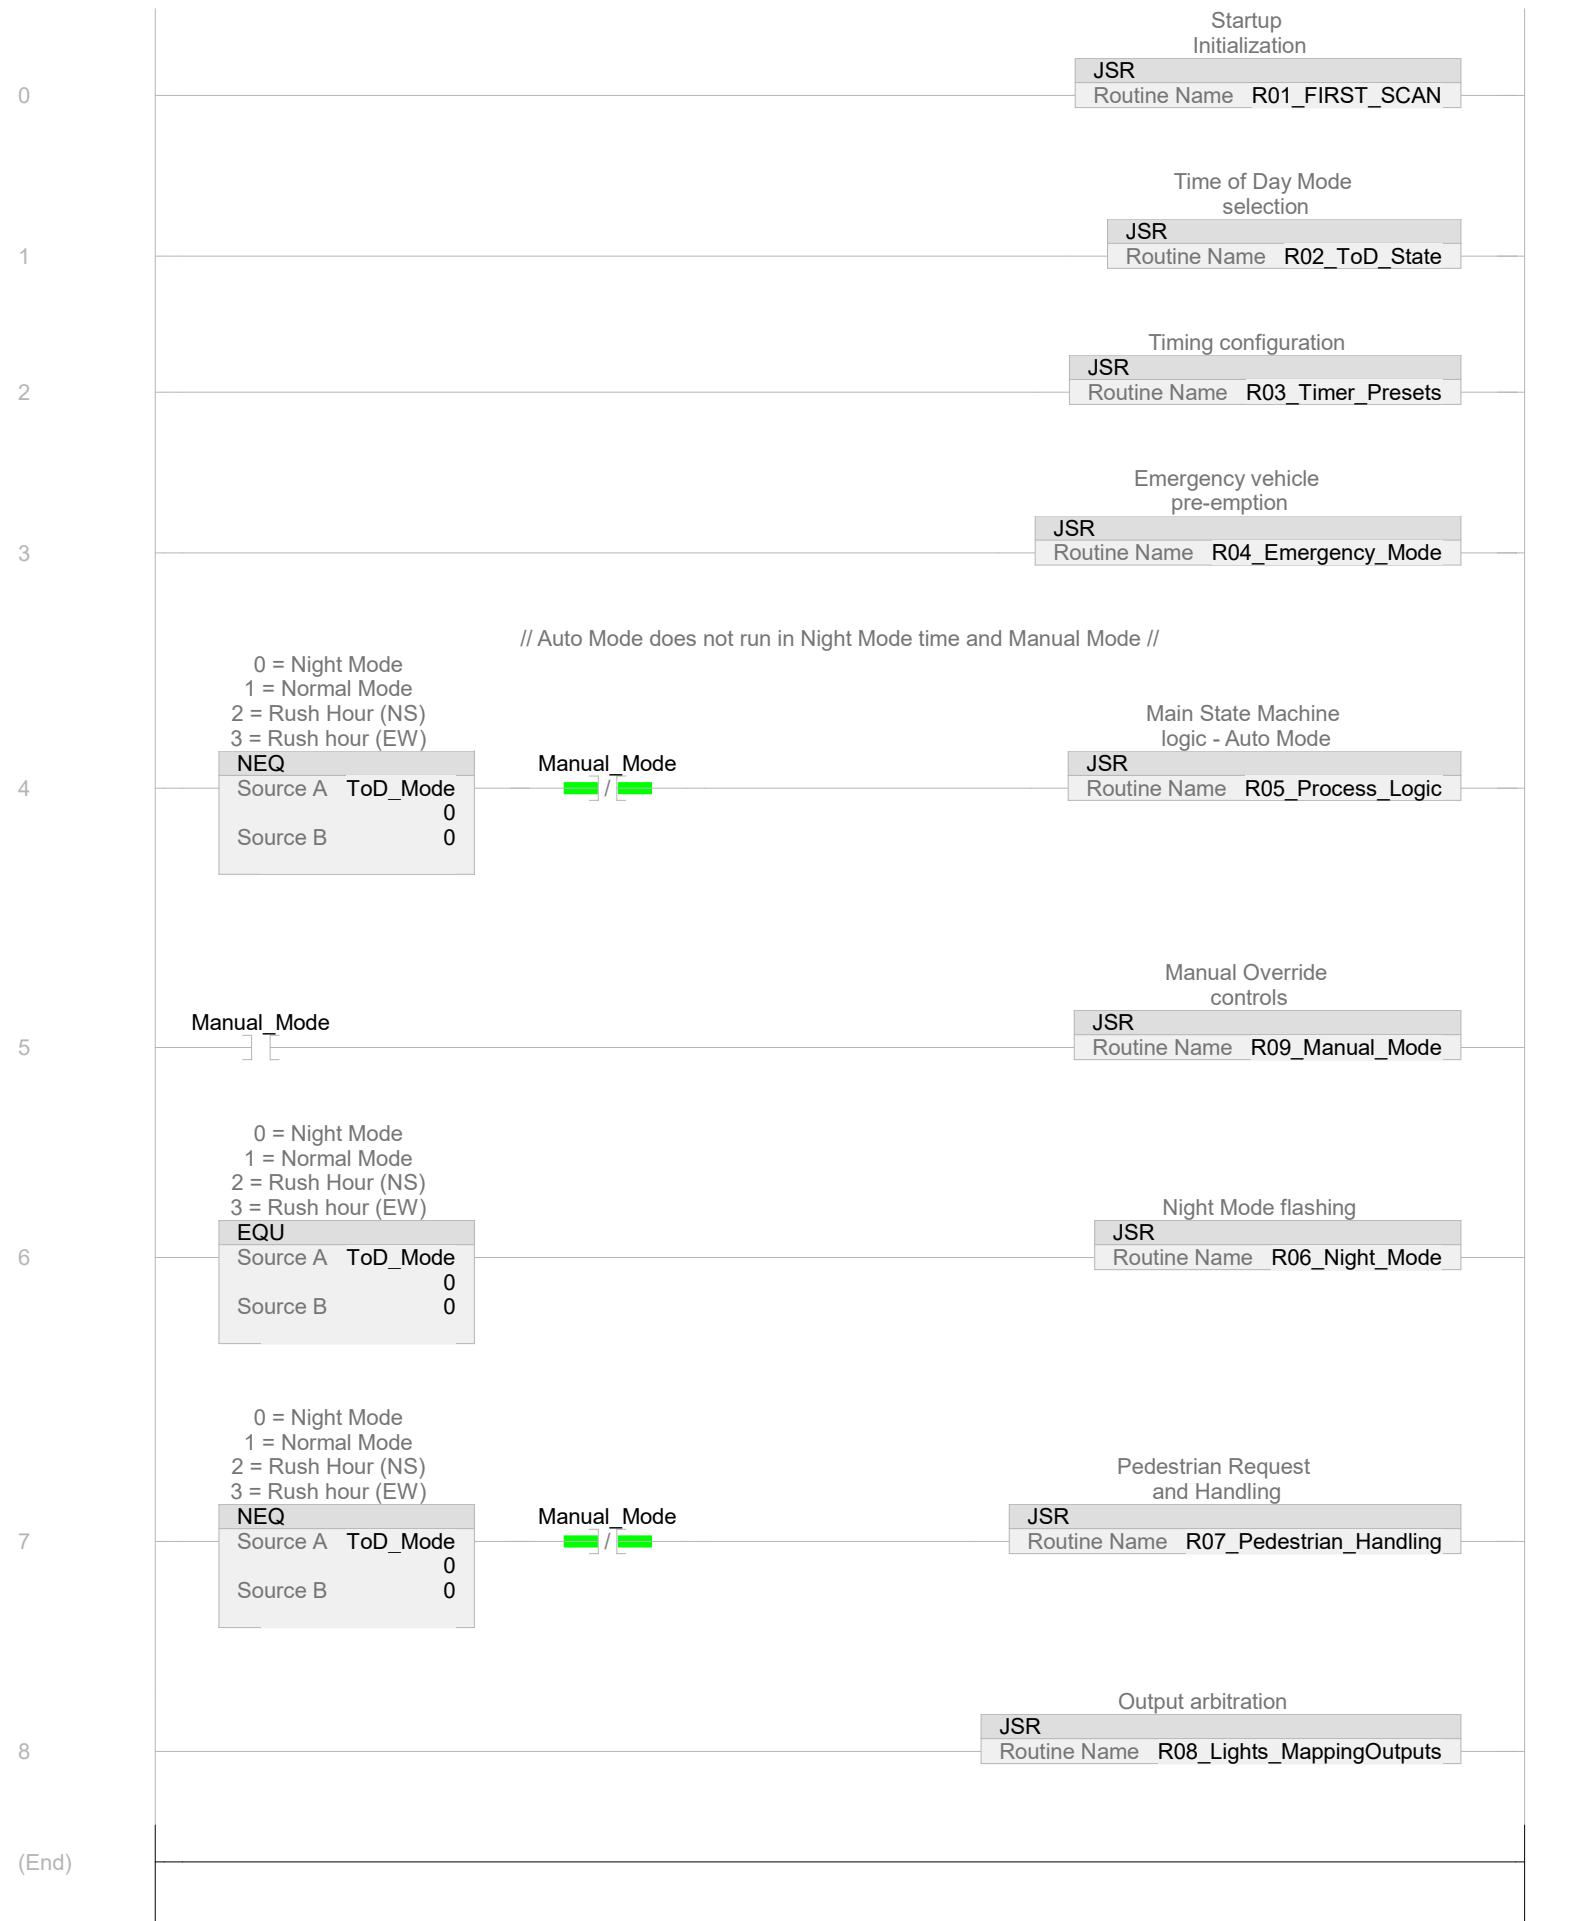 Startup
Initialization
JSR
0
Routine Name R01_FIRST_SCAN
Time of Day Mode
selection
JSR
1
Routine Name R02_ToD_State
Timing configuration
JSR
2
Routine Name R03_Timer_Presets
Emergency vehicle
pre-emption
JSR
3
Routine Name R04_Emergency_Mode
// Auto Mode does not run in Night Mode time and Manual Mode //
0 = Night Mode
1 = Normal Mode
2 = Rush Hour (NS)
3 = Rush hour (EW)
Main State Machine
logic - Auto Mode
NEQ
Manual_Mode
JSR
4
Source A ToD_Mode
/
Routine Name R05_Process_Logic
0
Source B 0
Manual Override
controls
Manual_Mode
JSR
5
Routine Name R09_Manual_Mode
0 = Night Mode
1 = Normal Mode
2 = Rush Hour (NS)
3 = Rush hour (EW)
Night Mode flashing
EQU
JSR
6
Source A ToD_Mode
Routine Name R06_Night_Mode
0
Source B 0
0 = Night Mode
1 = Normal Mode
2 = Rush Hour (NS)
3 = Rush hour (EW)
Pedestrian Request
and Handling
NEQ
Manual_Mode
JSR
7
Source A ToD_Mode
/
Routine Name R07_Pedestrian_Handling
0
Source B 0
Output arbitration
JSR
8
Routine Name R08_Lights_MappingOutputs
(End)